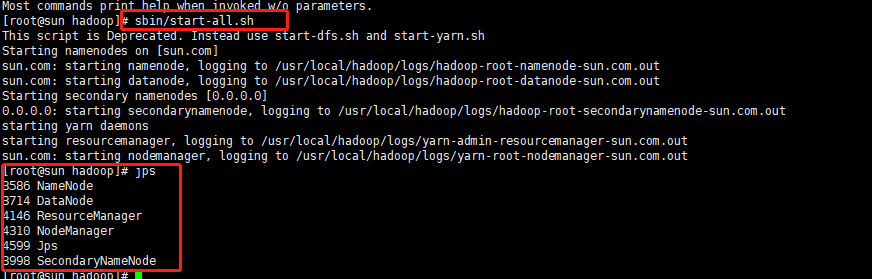 Most commands print help when invoked w/o parameters.
[root@sun hadoop]# sbin/start-all.sh
This script is Deprecated. Instead use start-dfs.sh and start-yarn.sh
Starting namenodes on [sun.com]
sun.com: starting namenode, logging to /usr/local/hadoop/logs/hadoop-root-namenode-sun.com.out
sun.com: starting datanode, logging to /usr/local/hadoop/logs/hadoop-root-datanode-sun.com.out
Starting secondary namenodes [0.0.0.0]
0.0.0.0: starting secondarynamenode, logging to /usr/local/hadoop/logs/hadoop-root-secondarynamenode-sun.com.out
starting yarn daemons
starting resourcemanager, logging to /usr/local/hadoop/logs/yarn-admin-resourcemanager-sun.com.out
sun.com: starting nodemanager, logging to /usr/local/hadoop/logs/yarn-root-nodemanager-sun.com.out
[root@sun hadoop]# jps
3586 NameNode
3714 DataNode
4146 ResourceManager
4310 NodeManager
4599 Jps
3998 SecondaryNameNode
[root@sun hadoop]#